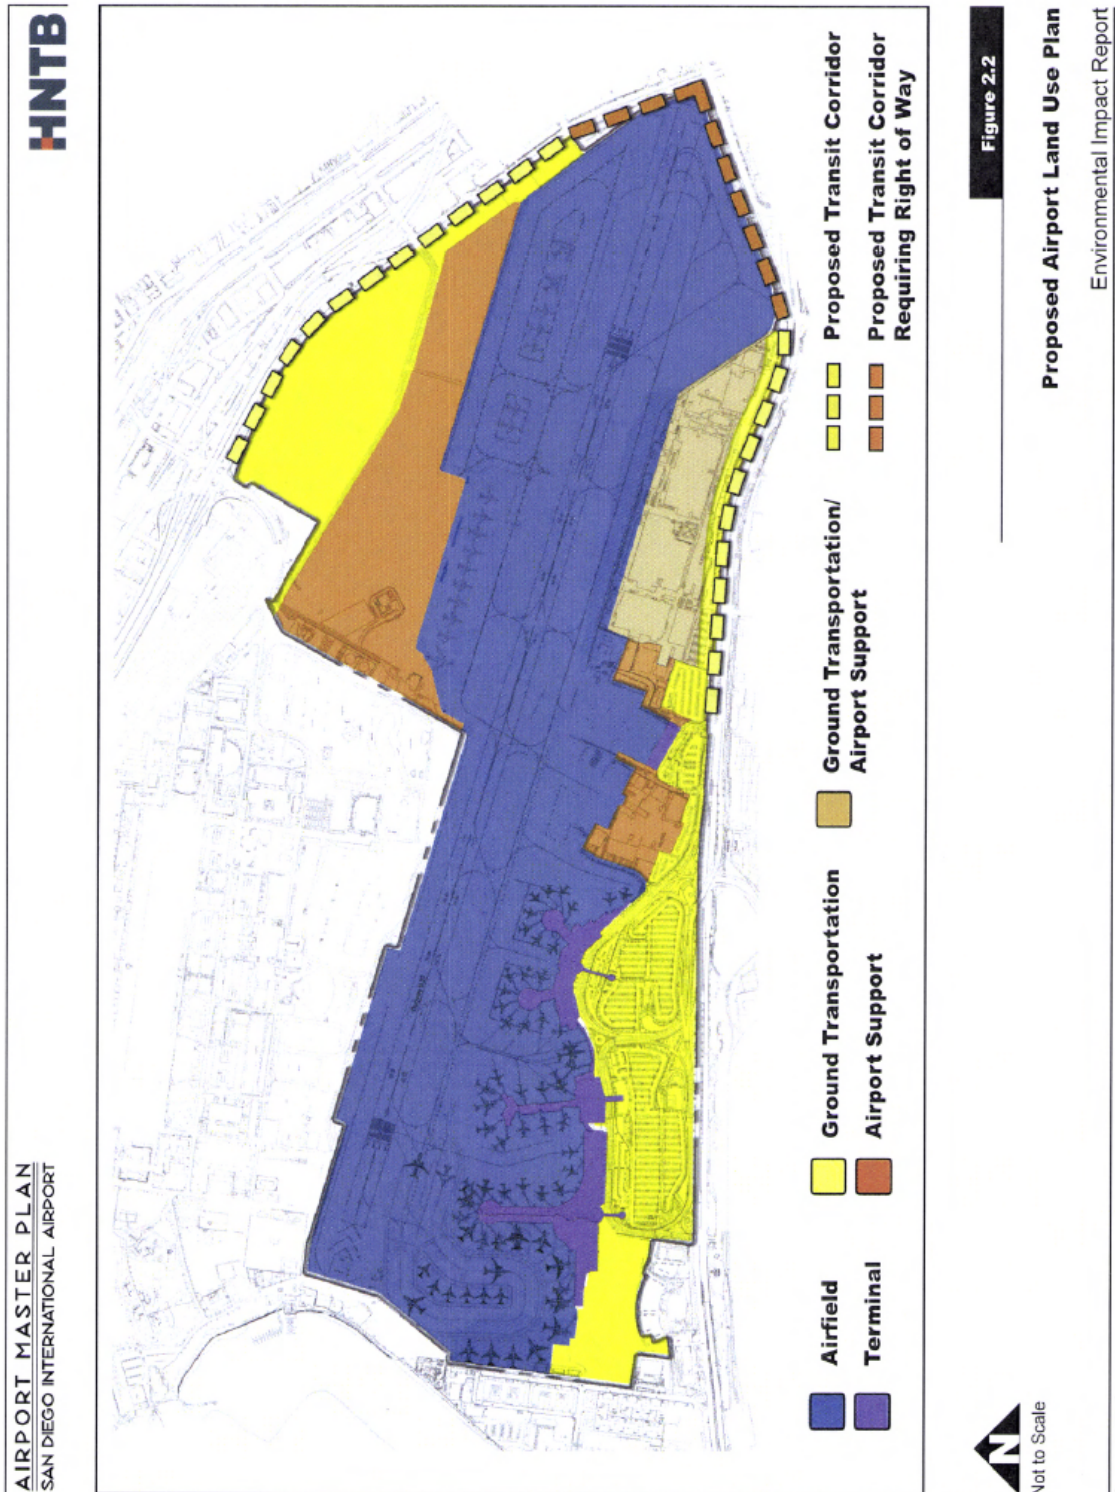 AIRPORT MASTER PLAN
SAN DIEGO INTERNATIONAL AIRPORT
HNTB
Airfield
Terminal
Ground Transportation
Airport Support
Ground Transportation/
Airport Support
Proposed Transit Corridor
Proposed Transit Corridor
Requiring Right of Way
N
Not to Scale
Figure 2.2
Proposed Airport Land Use Plan
Environmental Impact Report